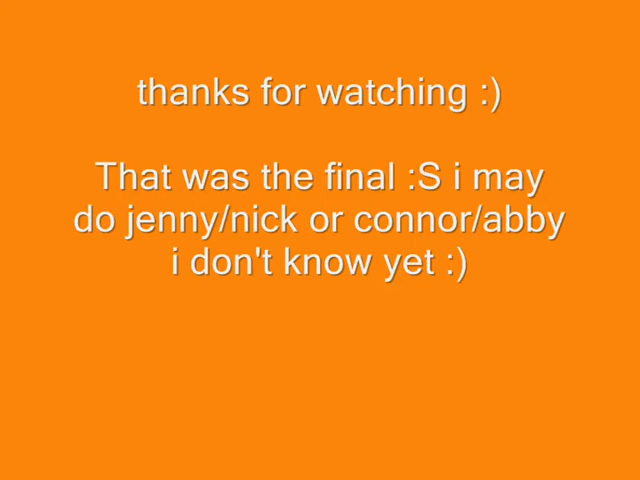 thanks for watching :)
That was the final :S i may
do jenny/nick or connor/abby
i don't know yet :)